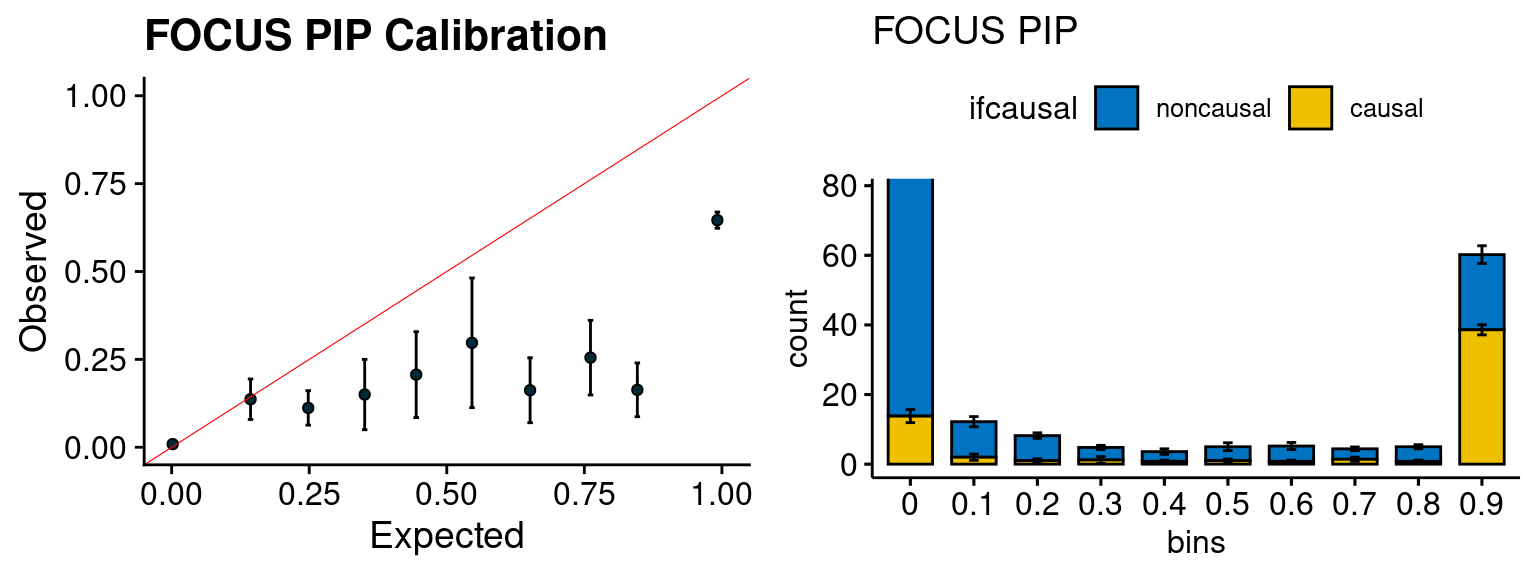 FOCUS PIP Calibration
1.00
0.75
0.50
0.25
0.00
Observed
0.00 0.25 0.50 0.75 1.00
Expected
FOCUS PIP
ifcausal noncausal causal
80
60
40
20
0
count
0 0.1 0.2 0.3 0.4 0.5 0.6 0.7 0.8 0.9
bins